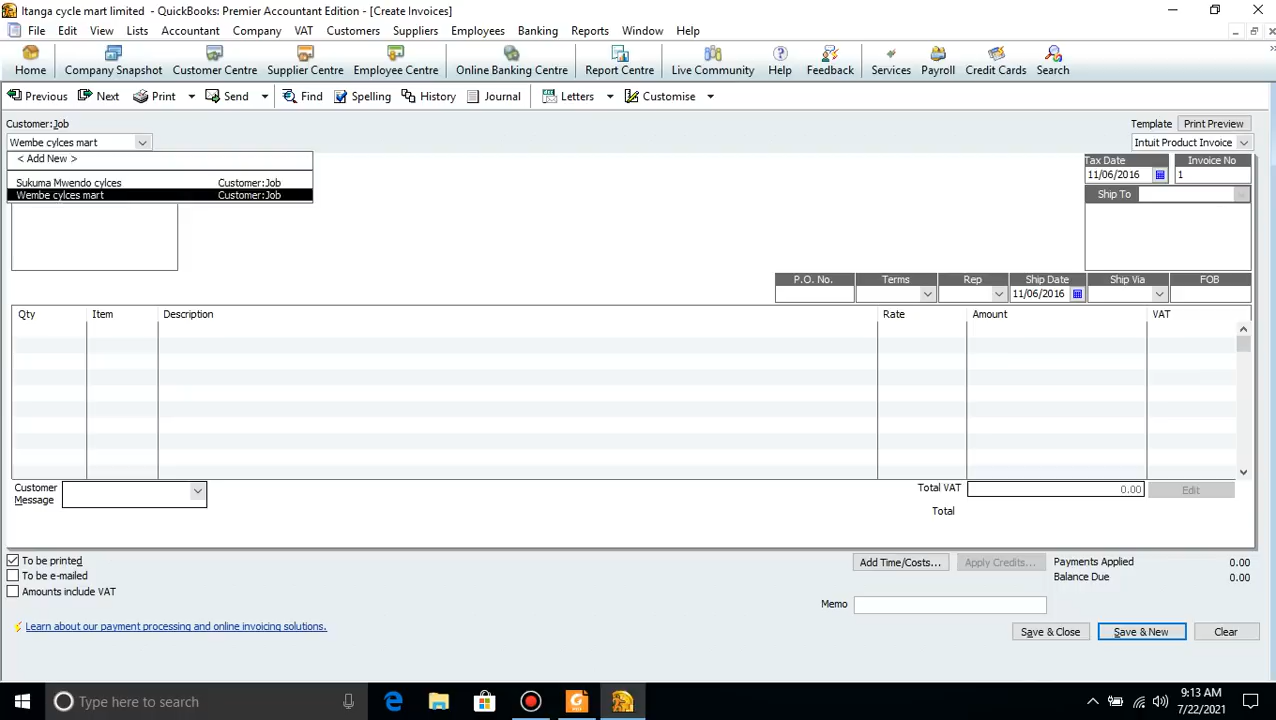 Itanga cycle mart limited - QuickBooks: Premier Accountant Edition - [Create Invoices]
File Edit View Lists Accountant Company VAT Customers Suppliers Employees Banking Reports Window Help
Home Company Snapshot Customer Centre Supplier Centre Employee Centre Online Banking Centre Report Centre Live Community Help Feedback Services Payroll Credit Cards Search
Previous Next Print Send Find Spelling History Journal Letters Customise
Customer:Job Template Print Preview
Wembe cylces mart Intuit Product Invoice
< Add New > Tax Date Invoice No
11/06/2016 1
Sukuma Mwendo cylces Customer:Job
Wembe cylces mart Customer:Job Ship To
P.O. No. Terms Rep Ship Date Ship Via FOB
11/06/2016
Qty Item Description Rate Amount VAT
Customer Message Total VAT 0.00 Edit
Total
To be printed Add Time/Costs... Apply Credits... Payments Applied 0.00
To be e-mailed Balance Due 0.00
Amounts include VAT
Memo
Learn about our payment processing and online invoicing solutions.
Save & Close Save & New Clear
Type here to search
9:13 AM
7/22/2021